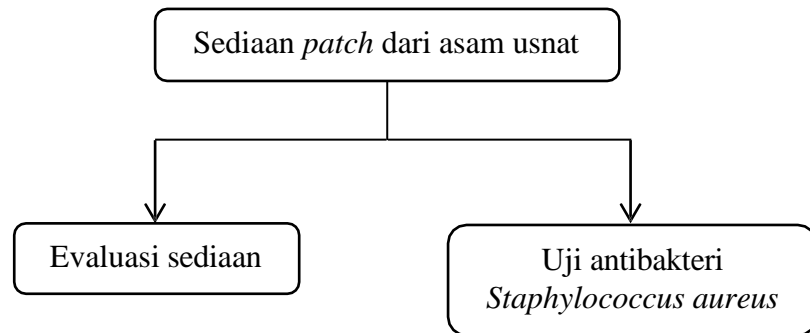 Sediaan patch dari asam usnat
Evaluasi sediaan
Uji antibakteri
Staphylococcus aureus